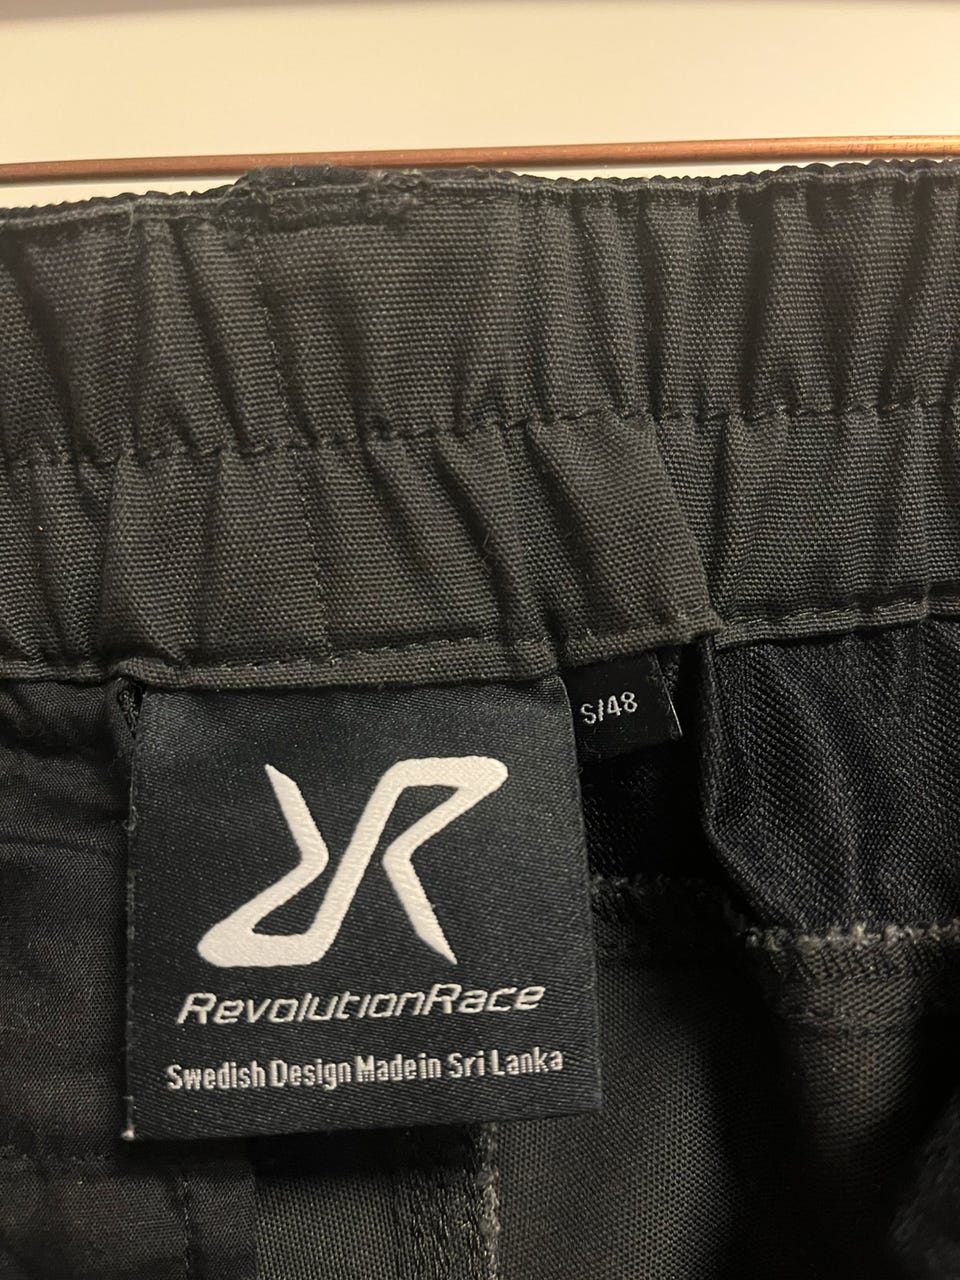 S/48
RevolutionRace
Swedish Design Made in Sri Lanka